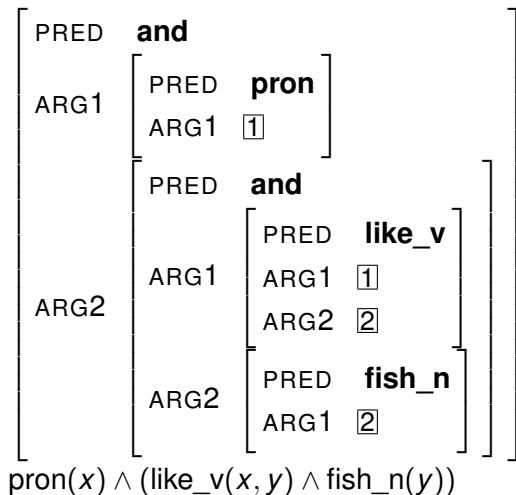 PRED and
ARG1
PRED pron
ARG1 1
ARG2
PRED and
ARG1
PRED like_v
ARG1 1
ARG2 2
ARG2
PRED fish_n
ARG1 2
pron(x) ∧ (like_v(x, y) ∧ fish_n(y))